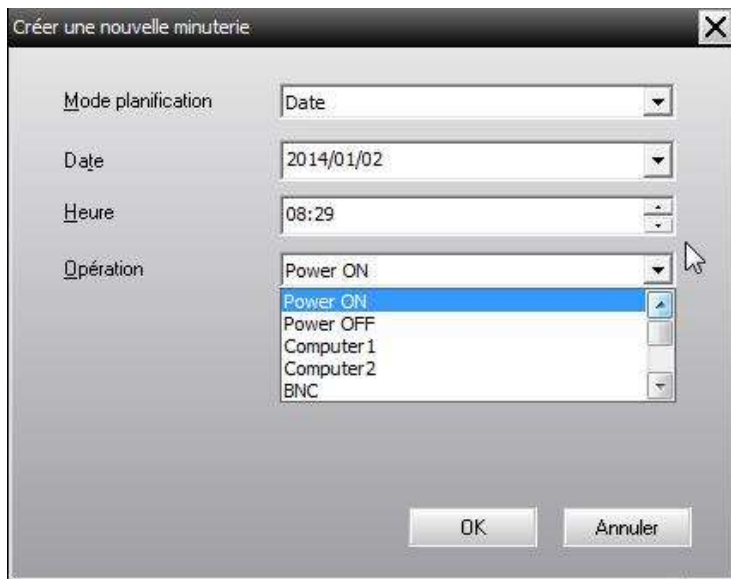 Créer une nouvelle minuterie
Mode planification
Date
Date
2014/01/02
Heure
08:29
Opération
Power ON
Power ON
Power OFF
Computer1
Computer2
BNC
OK
Annuler